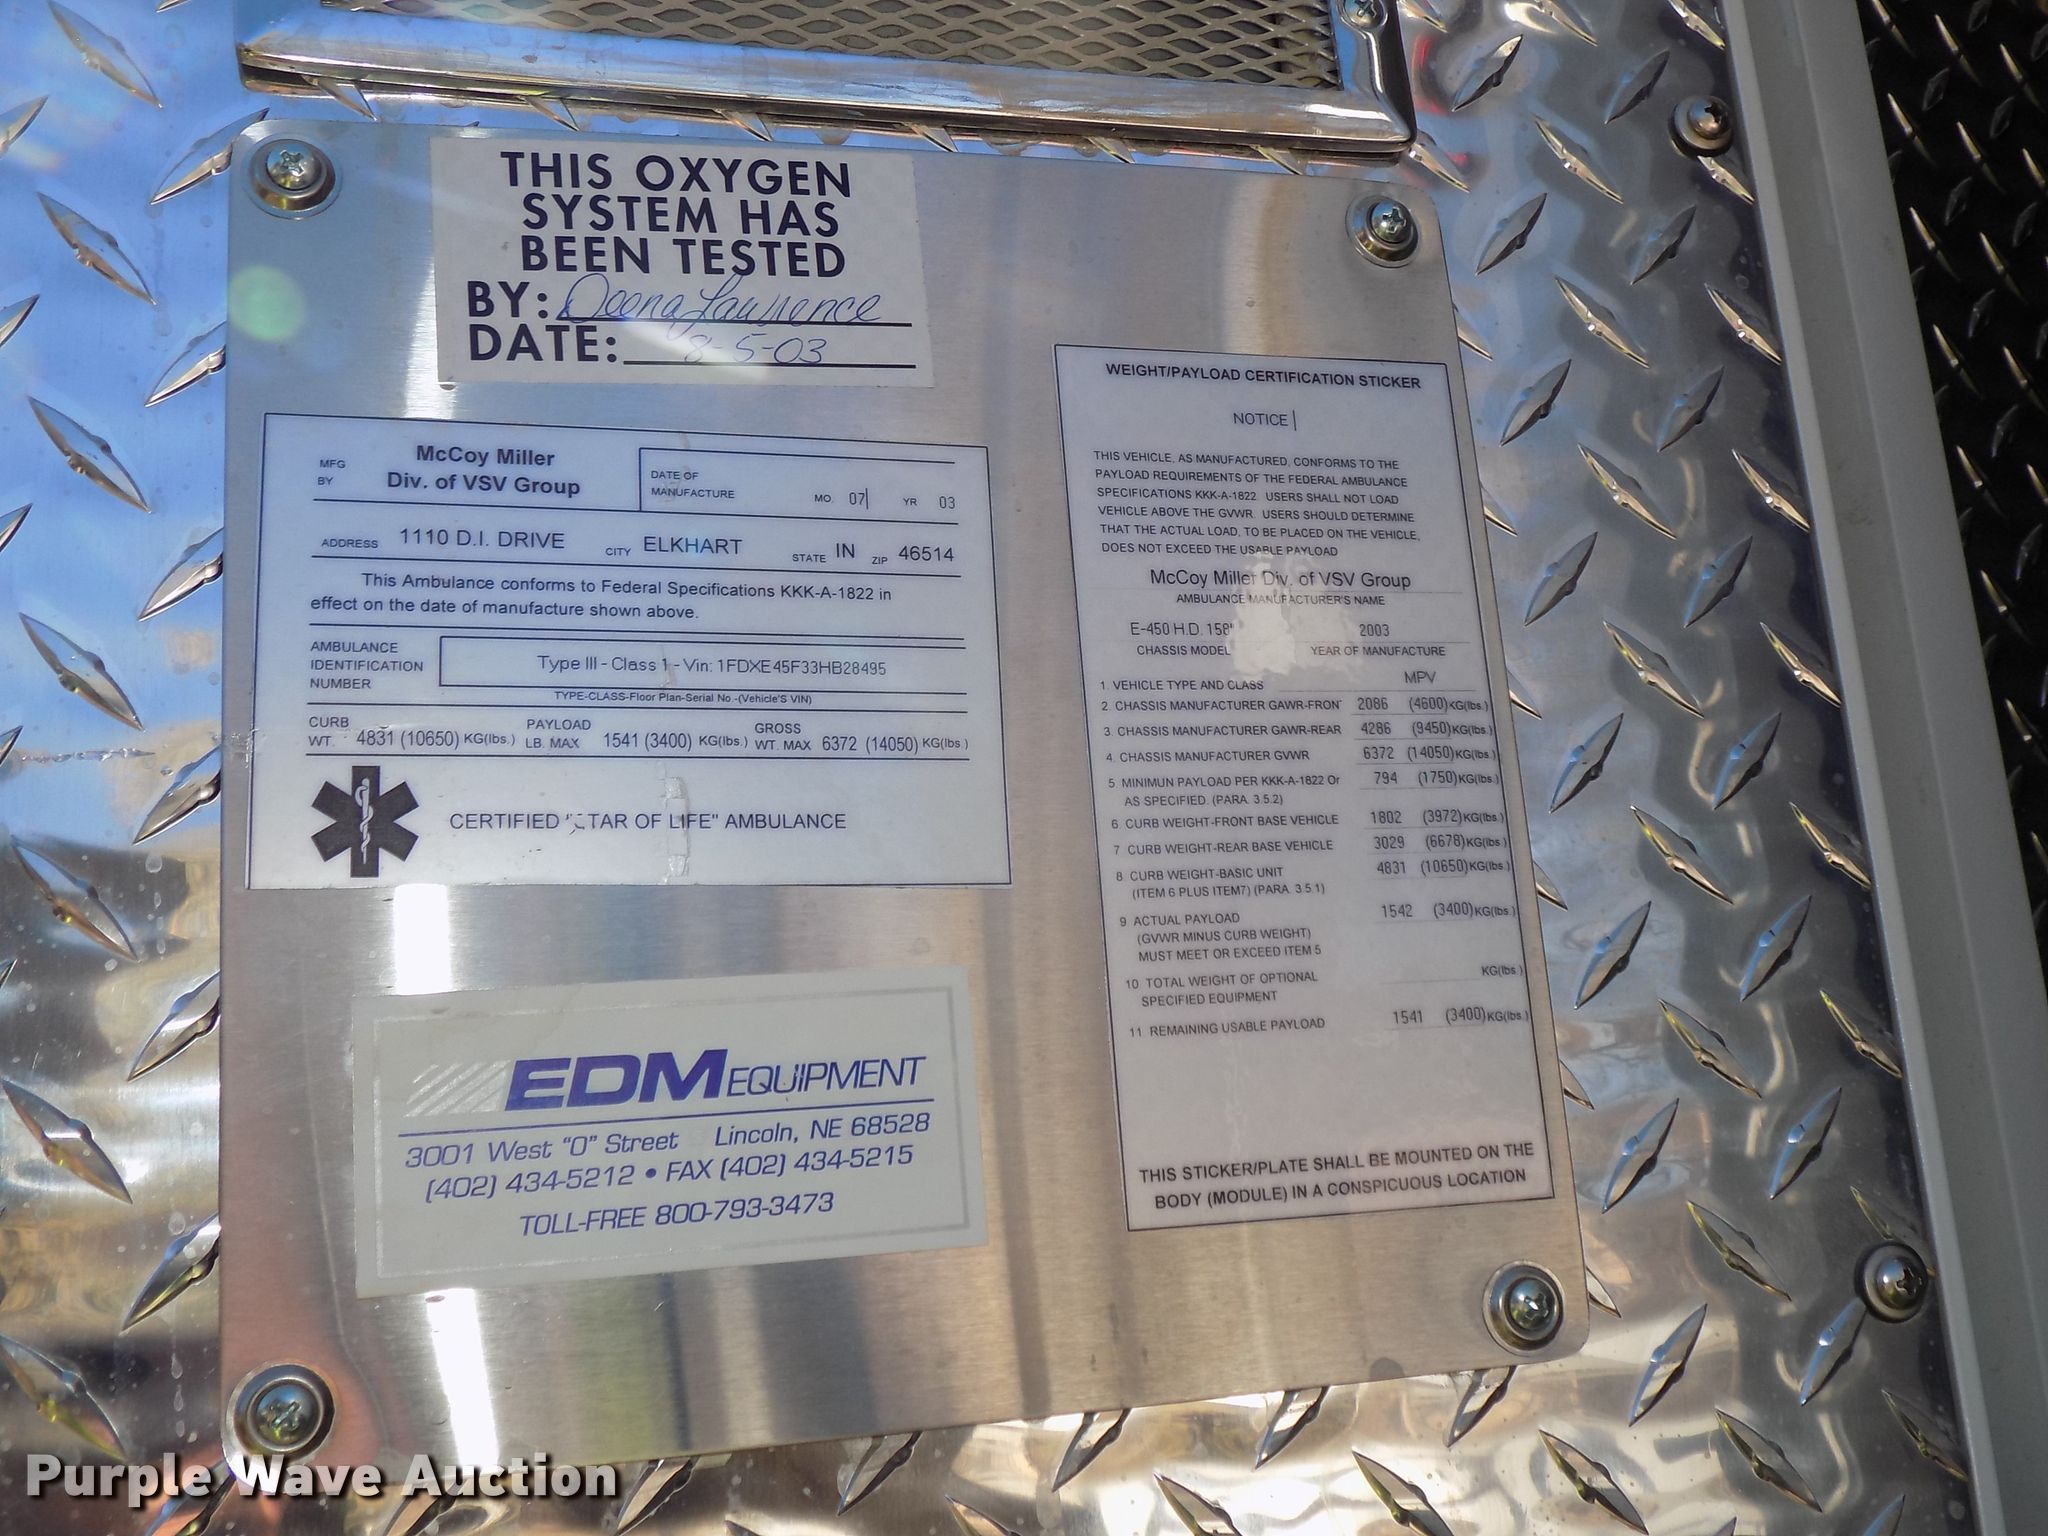 THIS OXYGEN
SYSTEM HAS
BEEN TESTED
BY: Deena Lawrence
DATE: 8-5-03
MFG BY
McCoy Miller
Div. of VSV Group
DATE OF
MANUFACTURE MO. 07 YR 03
ADDRESS 1110 D.I. DRIVE CITY ELKHART STATE IN ZIP 46514
This Ambulance conforms to Federal Specifications KKK-A-1822 in
effect on the date of manufacture shown above.
AMBULANCE
IDENTIFICATION
NUMBER
Type III - Class 1 - Vin: 1FDXE45F33HB28495
TYPE-CLASS-Floor Plan-Serial No.-(Vehicle'S VIN)
CURB WT. 4831 (10650) KG(lbs.) PAYLOAD LB. MAX 1541 (3400) KG(lbs.) GROSS WT. MAX 6372 (14050) KG(lbs.)
CERTIFIED "STAR OF LIFE" AMBULANCE
EDM EQUIPMENT
3001 West "O" Street Lincoln, NE 68528
(402) 434-5212 • FAX (402) 434-5215
TOLL-FREE 800-793-3473
WEIGHT/PAYLOAD CERTIFICATION STICKER
NOTICE
THIS VEHICLE, AS MANUFACTURED, CONFORMS TO THE
PAYLOAD REQUIREMENTS OF THE FEDERAL AMBULANCE
SPECIFICATIONS KKK-A-1822. USERS SHALL NOT LOAD
VEHICLE ABOVE THE GVWR. USERS SHOULD DETERMINE
THAT THE ACTUAL LOAD, TO BE PLACED ON THE VEHICLE,
DOES NOT EXCEED THE USABLE PAYLOAD
McCoy Miller Div. of VSV Group
AMBULANCE MANUFACTURER'S NAME
E-450 H.D. 158" 2003
CHASSIS MODEL YEAR OF MANUFACTURE
1. VEHICLE TYPE AND CLASS MPV
2 CHASSIS MANUFACTURER GAWR-FRONT 2086 (4600)KG(lbs.)
3. CHASSIS MANUFACTURER GAWR-REAR 4286 (9450)KG(lbs.)
4. CHASSIS MANUFACTURER GVWR 6372 (14050)KG(lbs.)
5 MINIMUN PAYLOAD PER KKK-A-1822 Or 794 (1750)KG(lbs.)
AS SPECIFIED. (PARA. 3.5.2)
6. CURB WEIGHT-FRONT BASE VEHICLE 1802 (3972)KG(lbs.)
7 CURB WEIGHT-REAR BASE VEHICLE 3029 (6678)KG(lbs.)
8 CURB WEIGHT-BASIC UNIT 4831 (10650)KG(lbs.)
(ITEM 6 PLUS ITEM7) (PARA. 3.5.1)
9 ACTUAL PAYLOAD 1542 (3400)KG(lbs.)
(GVWR MINUS CURB WEIGHT)
MUST MEET OR EXCEED ITEM 5
10 TOTAL WEIGHT OF OPTIONAL KG(lbs.)
SPECIFIED EQUIPMENT
11 REMAINING USABLE PAYLOAD 1541 (3400)KG(lbs.)
THIS STICKER/PLATE SHALL BE MOUNTED ON THE
BODY (MODULE) IN A CONSPICUOUS LOCATION
Purple Wave Auction